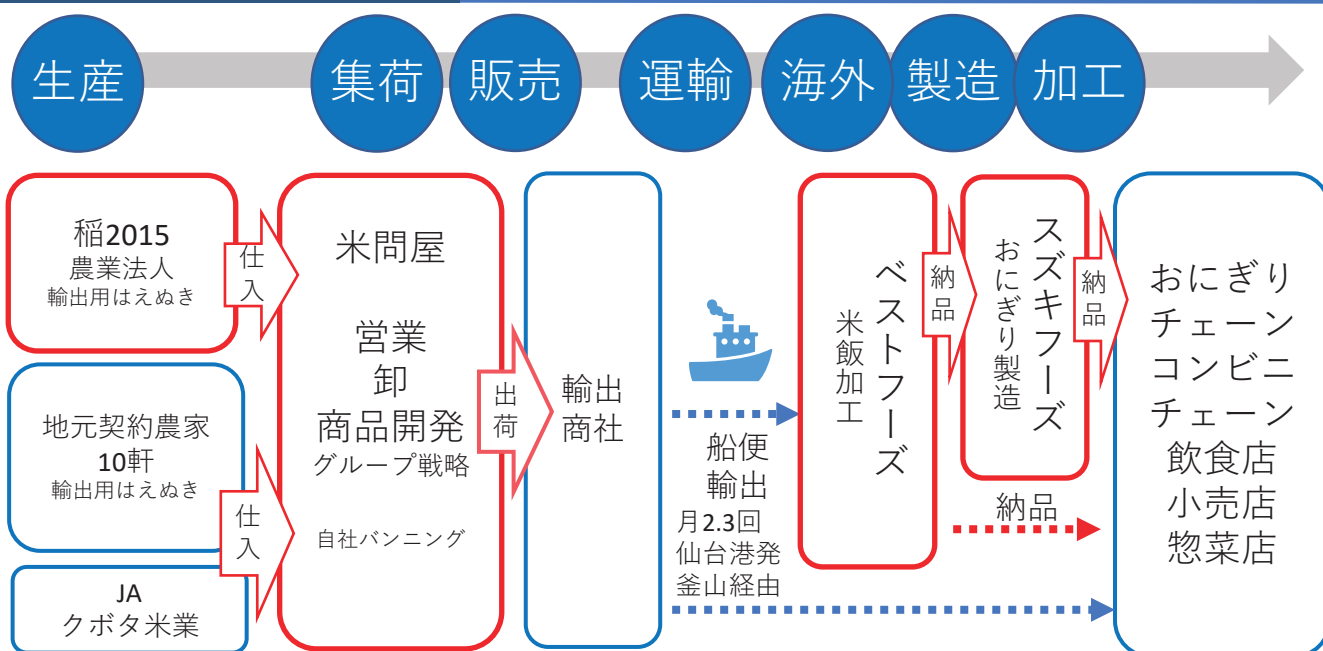 生産
集荷
販売
運輸
海外
製造
加工
稲2015
農業法人
輸出用はえぬき
仕入
地元契約農家
10軒
輸出用はえぬき
仕入
JA
クボタ米業
米問屋
営業
卸
商品開発
グループ戦略
自社バンニング
出荷
輸出
商社
船便
輸出
月2.3回
仙台港発
釜山経由
ベストフーズ
米飯加工
納品
スズキフーズ
おにぎり製造
納品
納品
おにぎり
チェーン
コンビニ
チェーン
飲食店
小売店
惣菜店